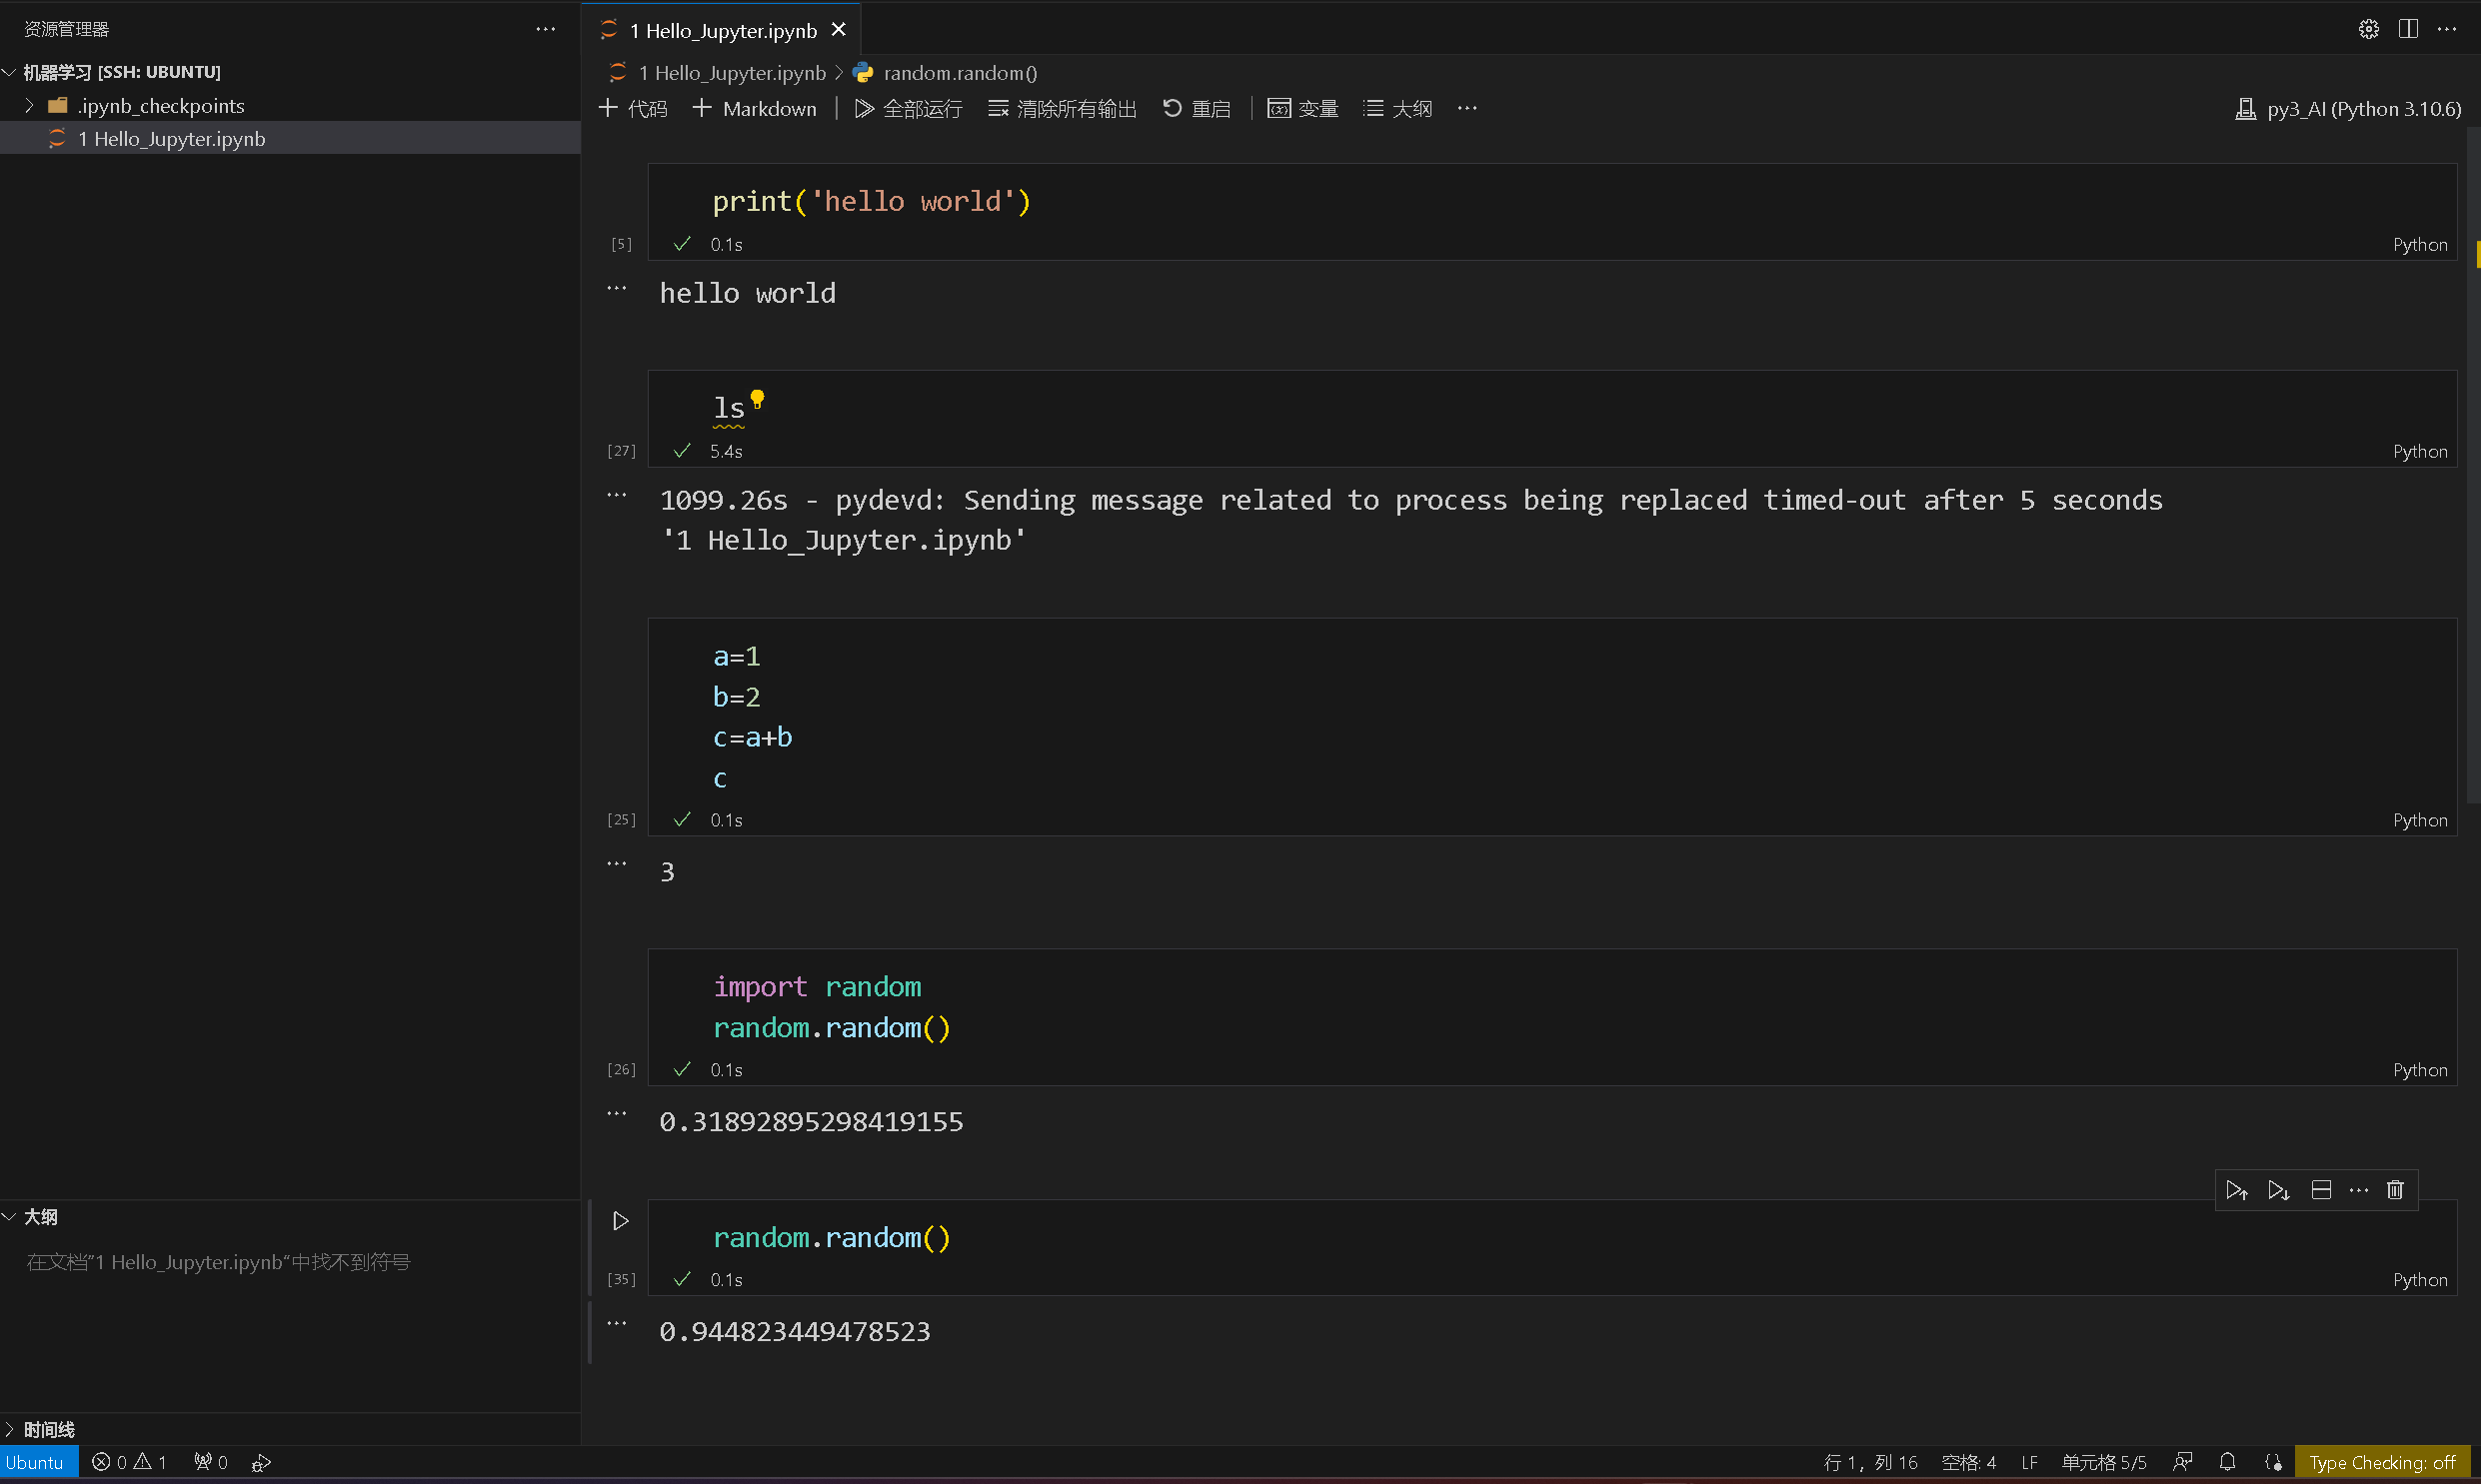 资源管理器
机器学习 [SSH: UBUNTU]
.ipynb_checkpoints
1 Hello_Jupyter.ipynb
大纲
在文档"1 Hello_Jupyter.ipynb"中找不到符号
时间线
1 Hello_Jupyter.ipynb
1 Hello_Jupyter.ipynb > random.random()
代码 Markdown 全部运行 清除所有输出 重启 变量 大纲 ... py3_AI (Python 3.10.6)
print('hello world')
[5] 0.1s Python
hello world
ls
[27] 5.4s Python
1099.26s - pydevd: Sending message related to process being replaced timed-out after 5 seconds
'1 Hello_Jupyter.ipynb'
a=1
b=2
c=a+b
c
[25] 0.1s Python
3
import random
random.random()
[26] 0.1s Python
0.31892895298419155
random.random()
[35] 0.1s Python
0.944823449478523
Ubuntu 0 1 0 行 1，列 16 空格: 4 LF 单元格 5/5 Type Checking: off